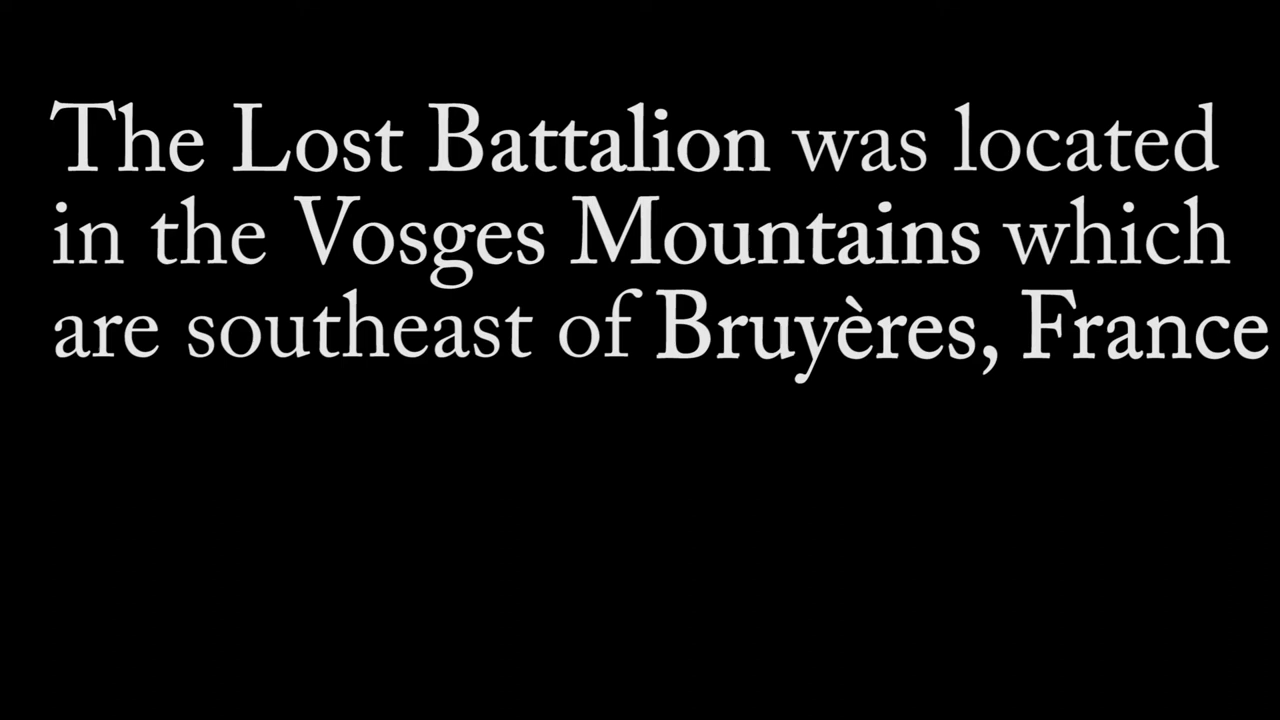 The Lost Battalion was located
in the Vosges Mountains which
are southeast of Bruyères, France